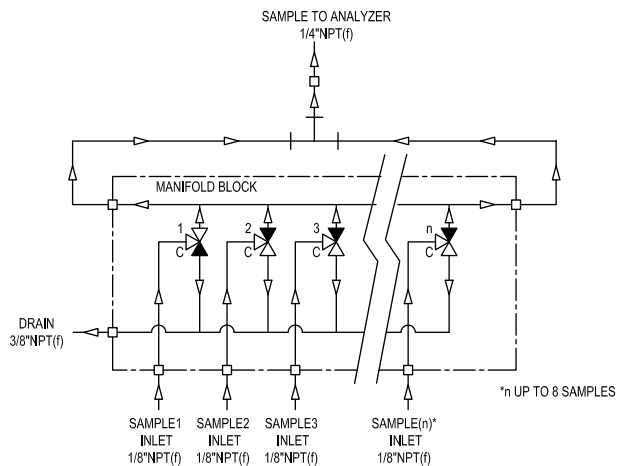 SAMPLE TO ANALYZER
1/4"NPT(f)
MANIFOLD BLOCK
1
C
2
C
3
C
n
C
DRAIN
3/8"NPT(f)
*n UP TO 8 SAMPLES
SAMPLE1
INLET
1/8"NPT(f)
SAMPLE2
INLET
1/8"NPT(f)
SAMPLE3
INLET
1/8"NPT(f)
SAMPLE(n)*
INLET
1/8"NPT(f)